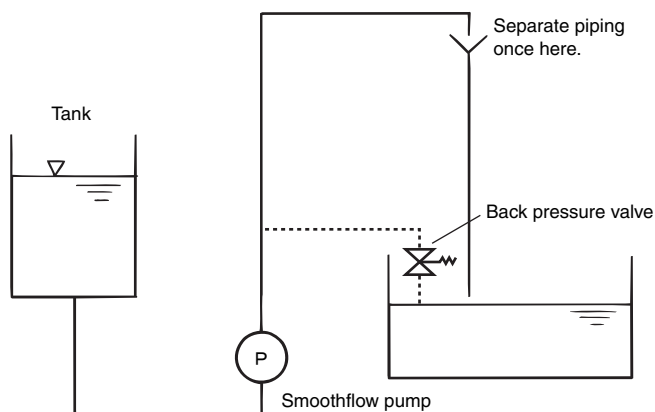 Separate piping
once here.
Tank
Back pressure valve
P
Smoothflow pump